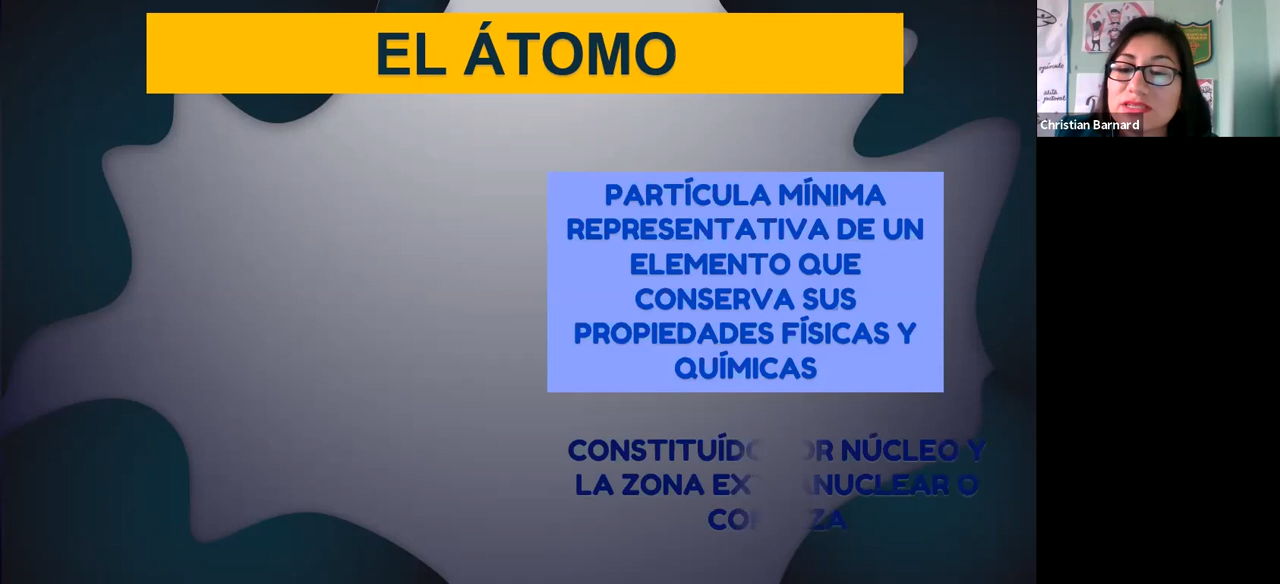 EL ÁTOMO
PARTÍCULA MÍNIMA
REPRESENTATIVA DE UN
ELEMENTO QUE
CONSERVA SUS
PROPIEDADES FÍSICAS Y
QUÍMICAS
NÚCLEO Y
LA ZONA
O
Christian Barnard